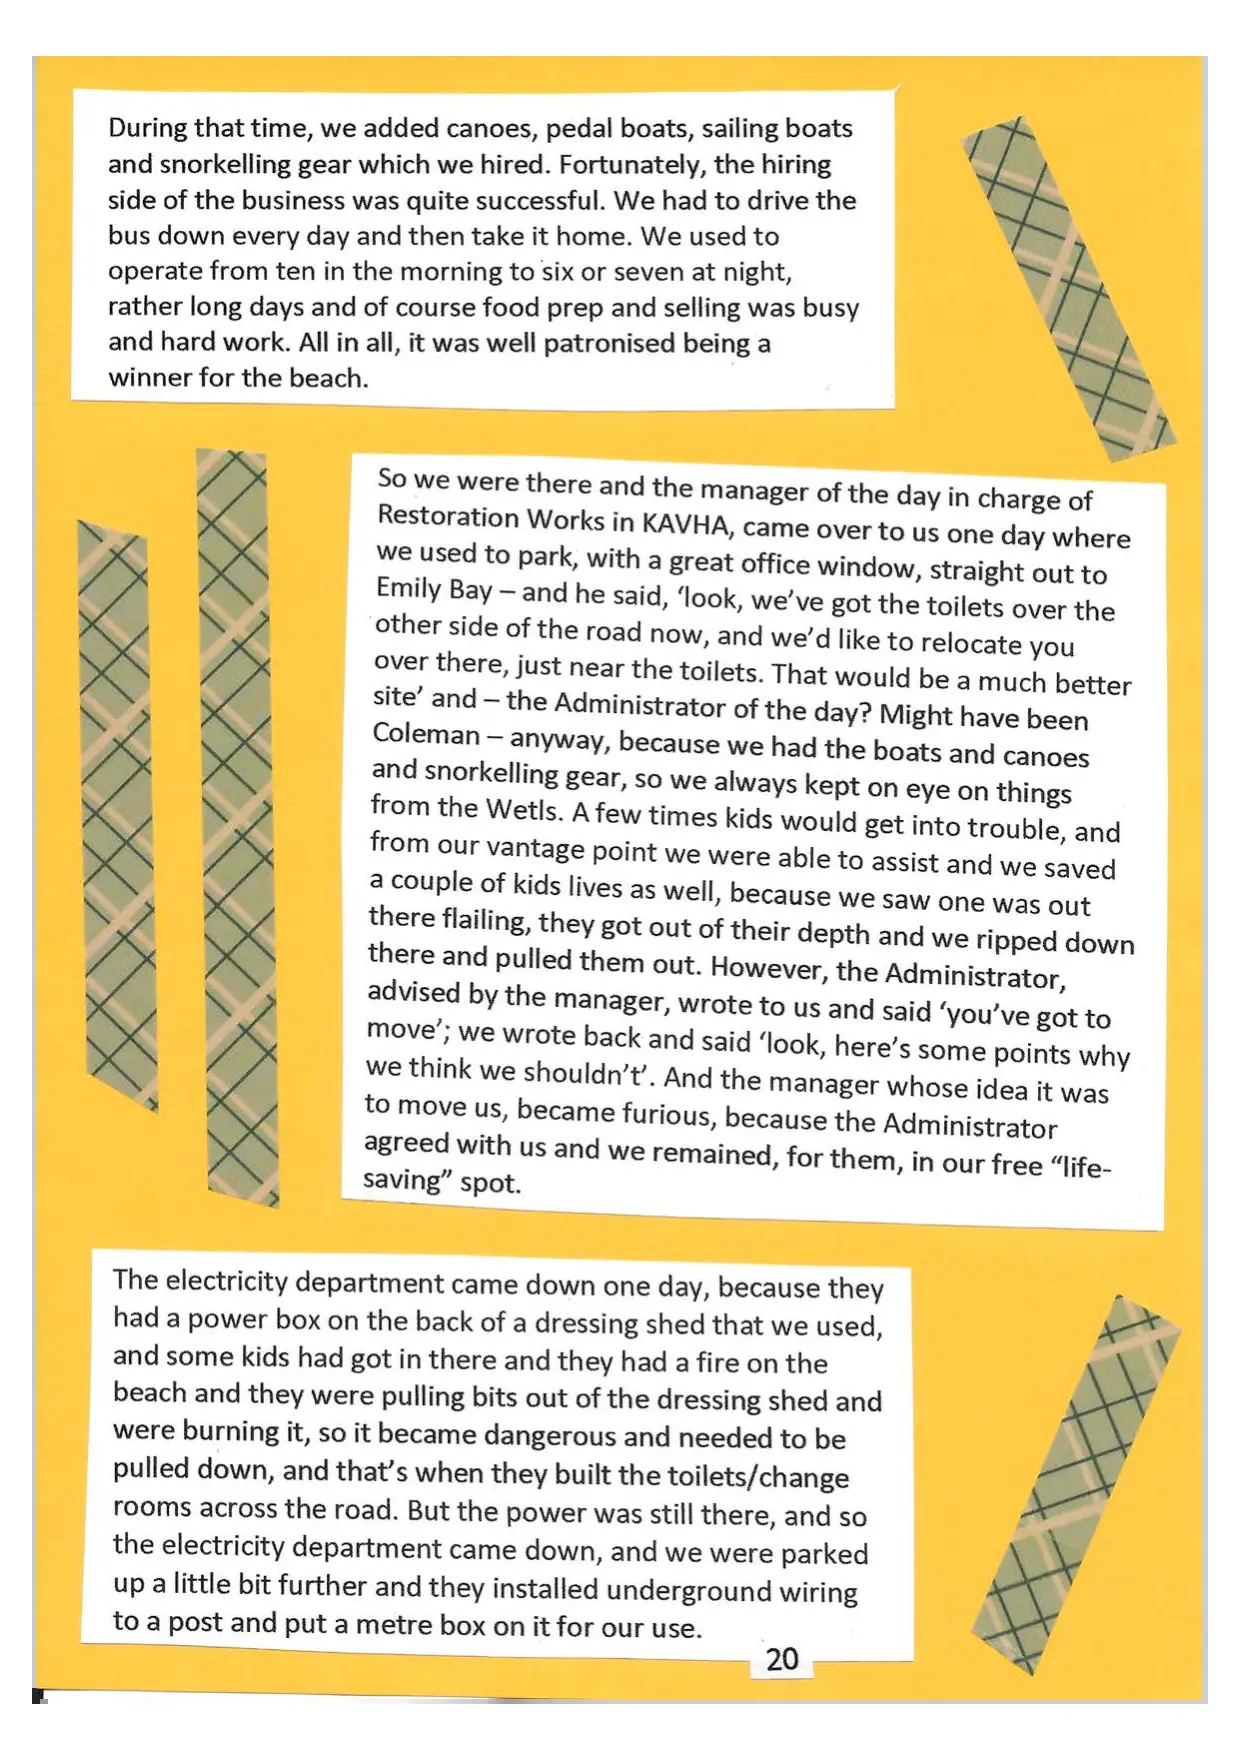 During that time, we added canoes, pedal boats, sailing boats
and snorkelling gear which we hired. Fortunately, the hiring
side of the business was quite successful. We had to drive the
bus down every day and then take it home. We used to
operate from ten in the morning to six or seven at night,
rather long days and of course food prep and selling was busy
and hard work. All in all, it was well patronised being a
winner for the beach.
So we were there and the manager of the day in charge of
Restoration Works in KAVHA, came over to us one day where
we used to park, with a great office window, straight out to
Emily Bay – and he said, ‘look, we’ve got the toilets over the
other side of the road now, and we’d like to relocate you
over there, just near the toilets. That would be a much better
site’ and – the Administrator of the day? Might have been
Coleman – anyway, because we had the boats and canoes
and snorkelling gear, so we always kept on eye on things
from the Wetls. A few times kids would get into trouble, and
from our vantage point we were able to assist and we saved
a couple of kids lives as well, because we saw one was out
there flailing, they got out of their depth and we ripped down
there and pulled them out. However, the Administrator,
advised by the manager, wrote to us and said ‘you’ve got to
move’; we wrote back and said ‘look, here’s some points why
we think we shouldn’t’. And the manager whose idea it was
to move us, became furious, because the Administrator
agreed with us and we remained, for them, in our free “life-
saving” spot.
The electricity department came down one day, because they
had a power box on the back of a dressing shed that we used,
and some kids had got in there and they had a fire on the
beach and they were pulling bits out of the dressing shed and
were burning it, so it became dangerous and needed to be
pulled down, and that’s when they built the toilets/change
rooms across the road. But the power was still there, and so
the electricity department came down, and we were parked
up a little bit further and they installed underground wiring
to a post and put a metre box on it for our use.
20